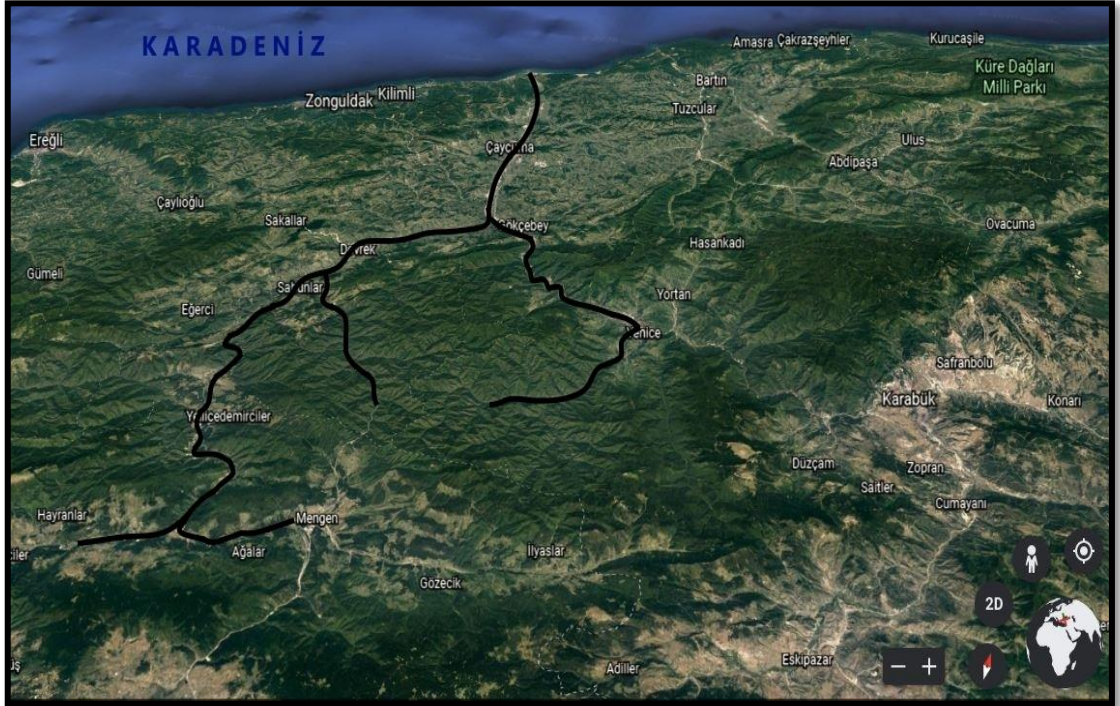 KARADENİZ
Amasra
Çakrazşeyhler
Kurucaşile
Küre Dağları
Milli Parkı
Bartın
Zonguldak
Kilimli
Tuzcular
Ereğli
Çaycuma
Ulus
Abdipaşa
Çaylıoğlu
Sakallar
Gökçebey
Ovacuma
Devrek
Hasankadı
Gümeli
Yortan
Eğerci
Yenice
Safranbolu
Karabük
Konarı
Yeniçedemirciler
Düzçam
Zopran
Saitler
Cumayanı
Hayranlar
Mengen
Ağalar
İlyaslar
Gözecik
2D
Eskipazar
Adiller